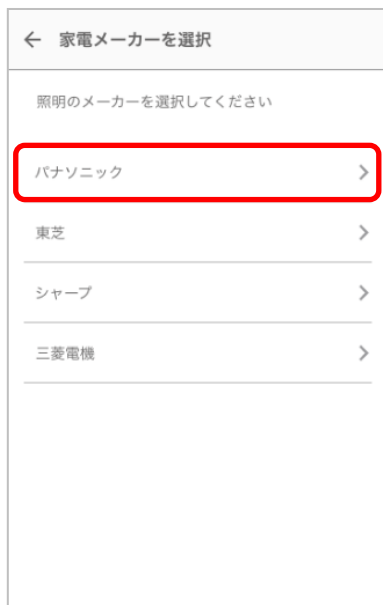 ← 家電メーカーを選択
照明のメーカーを選択してください
パナソニック
東芝
シャープ
三菱電機